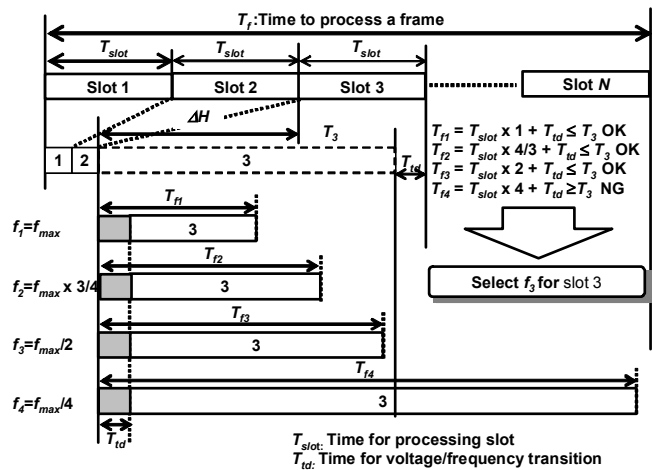 T_f:Time to process a frame
T_slot T_slot T_slot
Slot 1 Slot 2 Slot 3 Slot N
ΔH T_3
1 2 3 T_td
T_f1 = T_slot x 1 + T_td ≤ T_3 OK
T_f2 = T_slot x 4/3 + T_td ≤ T_3 OK
T_f3 = T_slot x 2 + T_td ≤ T_3 OK
T_f4 = T_slot x 4 + T_td ≥T_3 NG
Select f_3 for slot 3
T_f1
f_1=f_max 3
T_f2
f_2=f_max x 3/4 3
T_f3
f_3=f_max/2 3
T_f4
f_4=f_max/4 3
T_td
T_slot: Time for processing slot
T_td: Time for voltage/frequency transition